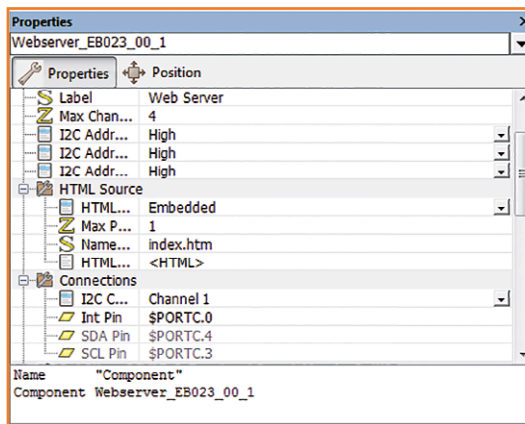 Properties
Webserver_EB023_00_1
Properties Position
Label Web Server
Max Chan... 4
I2C Addr... High
I2C Addr... High
I2C Addr... High
HTML Source
HTML... Embedded
Max P... 1
Name... index.htm
HTML... <HTML>
Connections
I2C C... Channel 1
Int Pin $PORTC.0
SDA Pin $PORTC.4
SCL Pin $PORTC.3
Name "Component"
Component Webserver_EB023_00_1